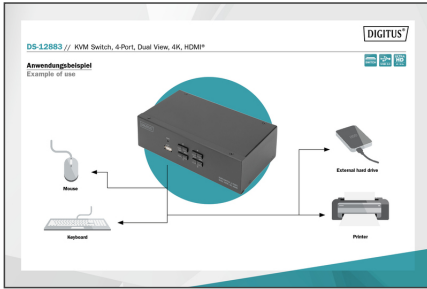 DIGITUS®
DS-12883 // KVM Switch, 4-Port, Dual View, 4K, HDMI®
Anwendungsbeispiel
Example of use
Mouse
External hard drive
Keyboard
Printer